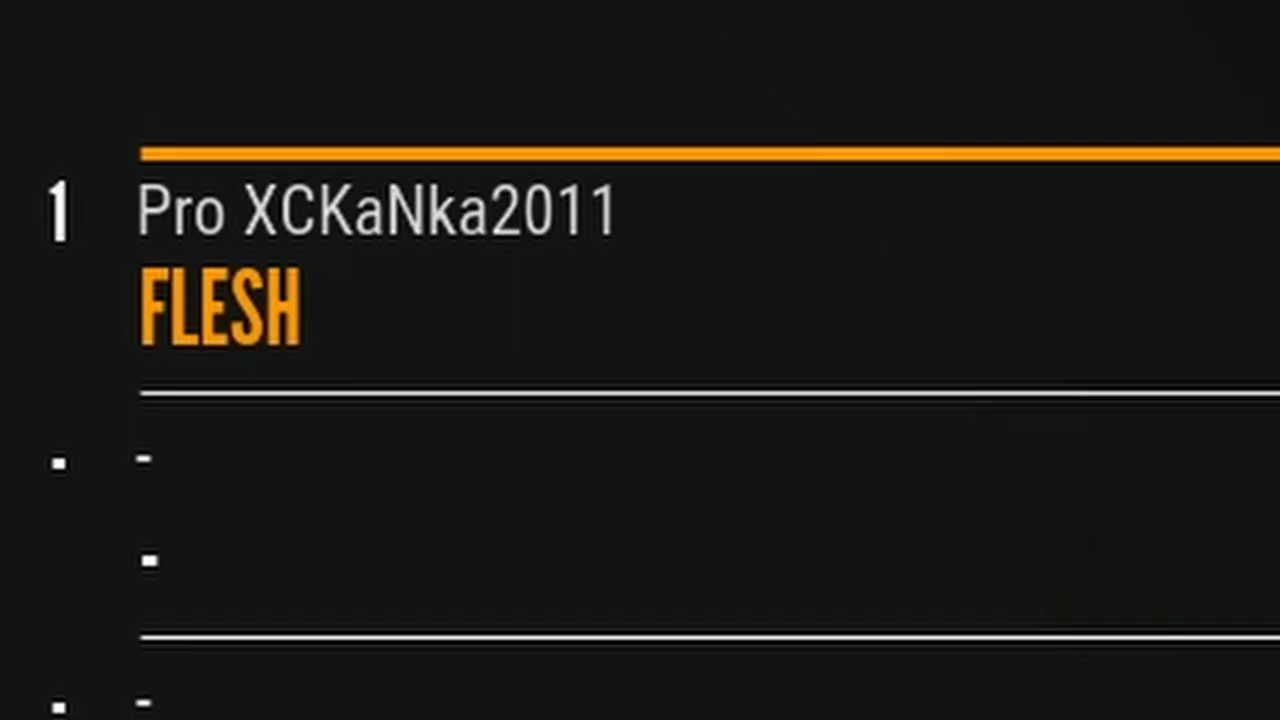 1 Pro XCKaNka2011
FLESH
- -
-
- -